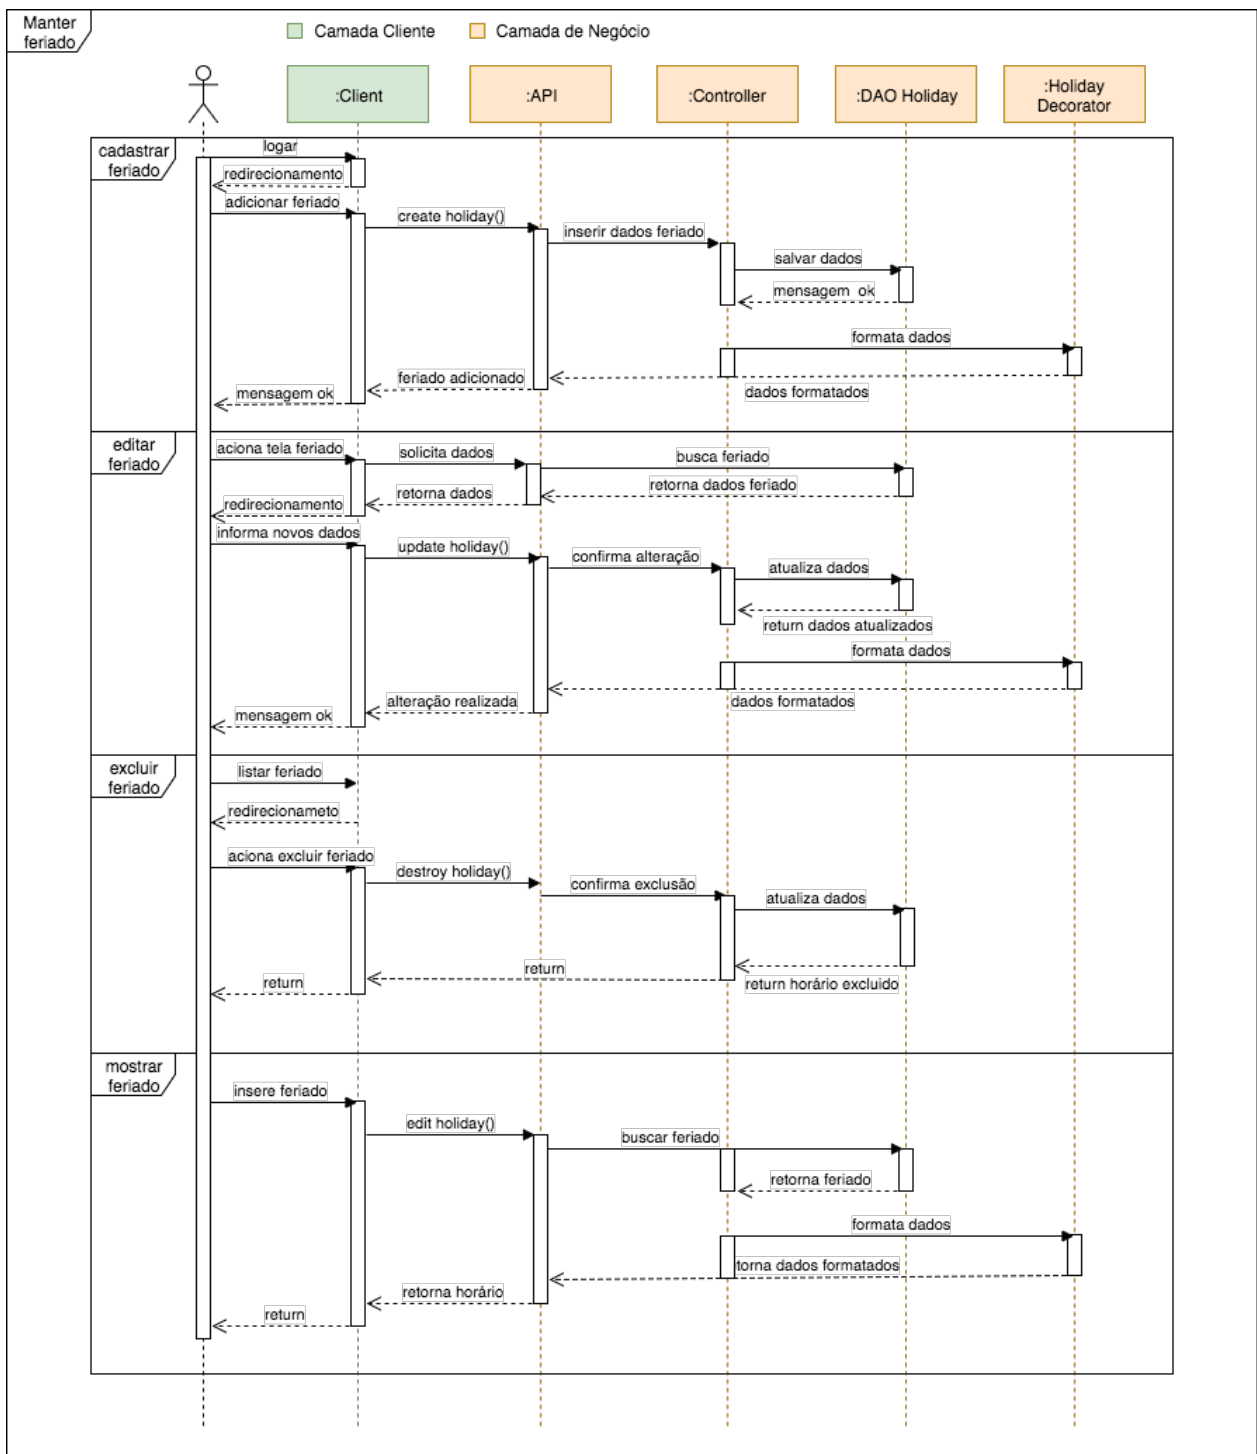 Manter
feriado
Camada Cliente
Camada de Negócio
:Client
:API
:Controller
:DAO Holiday
:Holiday
Decorator
cadastrar
feriado
logar
redirecionamento
adicionar feriado
create holiday()
inserir dados feriado
salvar dados
mensagem ok
formata dados
feriado adicionado
dados formatados
mensagem ok
editar
feriado
aciona tela feriado
solicita dados
busca feriado
retorna dados feriado
retorna dados
redirecionamento
informa novos dados
update holiday()
confirma alteração
atualiza dados
return dados atualizados
formata dados
alteração realizada
dados formatados
mensagem ok
excluir
feriado
listar feriado
redirecionameto
aciona excluir feriado
destroy holiday()
confirma exclusão
atualiza dados
return
return horário excluido
return
mostrar
feriado
insere feriado
edit holiday()
buscar feriado
retorna feriado
formata dados
torna dados formatados
retorna horário
return